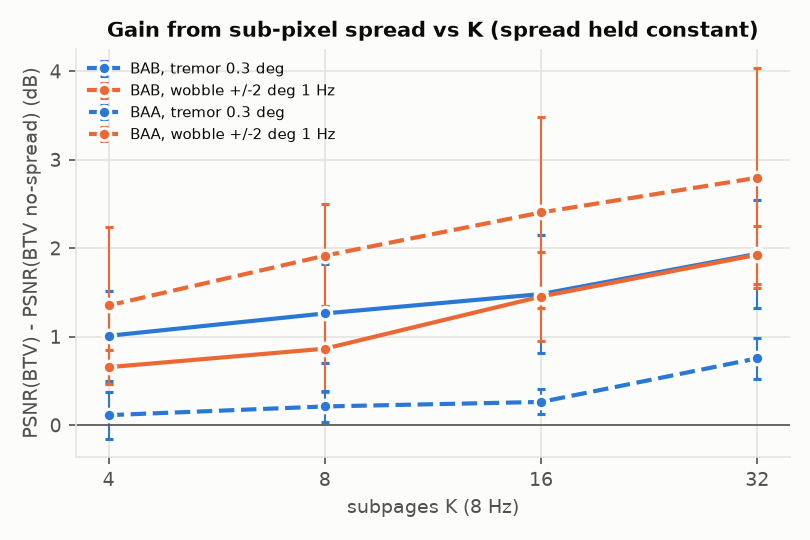 Gain from sub-pixel spread vs K (spread held constant)
PSNR(BTV) - PSNR(BTV no-spread) (dB)
BAB, tremor 0.3 deg
BAB, wobble +/-2 deg 1 Hz
BAA, tremor 0.3 deg
BAA, wobble +/-2 deg 1 Hz
4
3
2
1
0
4 8 16 32
subpages K (8 Hz)